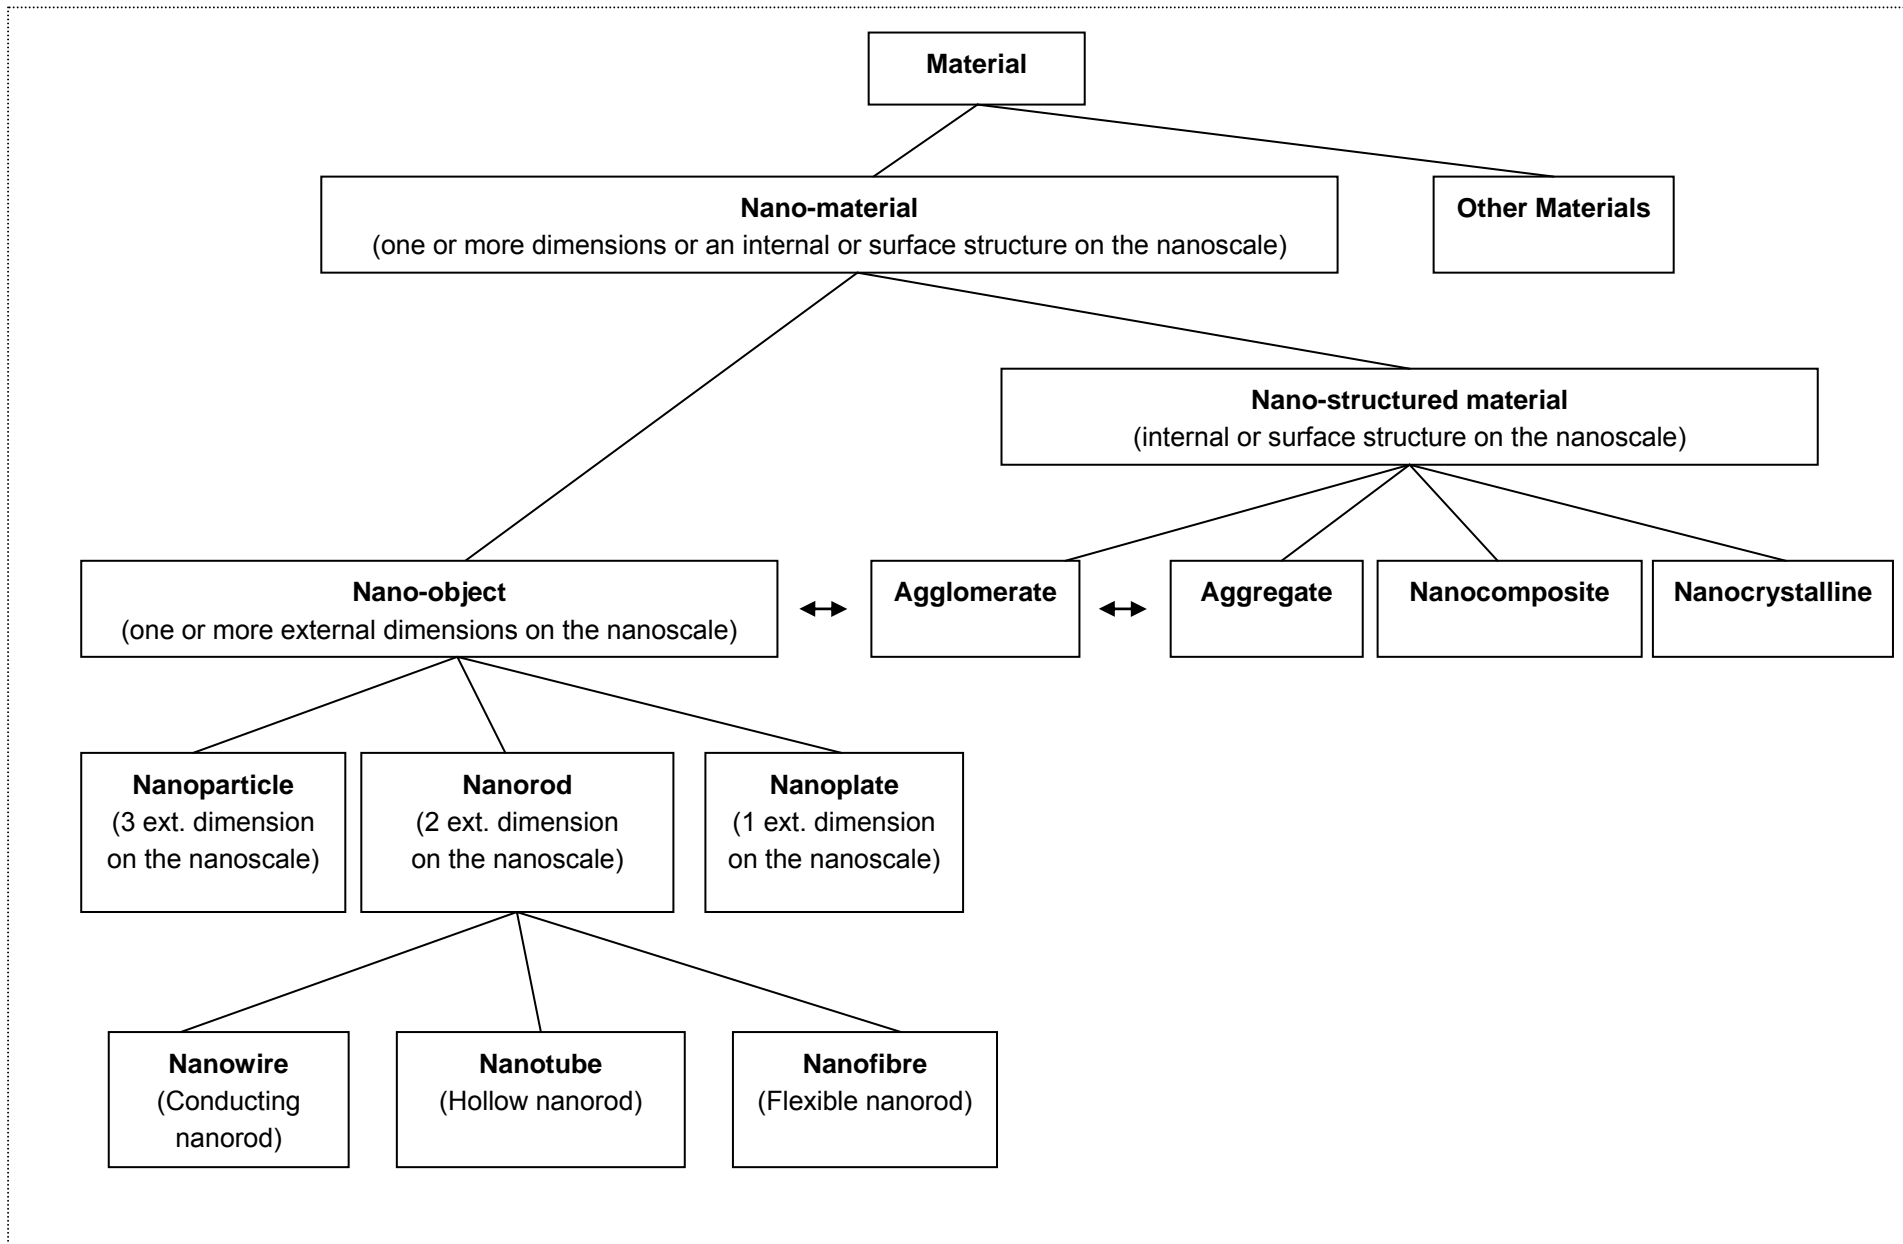 Material
Nano-material
(one or more dimensions or an internal or surface structure on the nanoscale)
Other Materials
Nano-structured material
(internal or surface structure on the nanoscale)
Nano-object
(one or more external dimensions on the nanoscale)
Agglomerate
Aggregate
Nanocomposite
Nanocrystalline
Nanoparticle
(3 ext. dimension
on the nanoscale)
Nanorod
(2 ext. dimension
on the nanoscale)
Nanoplate
(1 ext. dimension
on the nanoscale)
Nanowire
(Conducting
nanorod)
Nanotube
(Hollow nanorod)
Nanofibre
(Flexible nanorod)